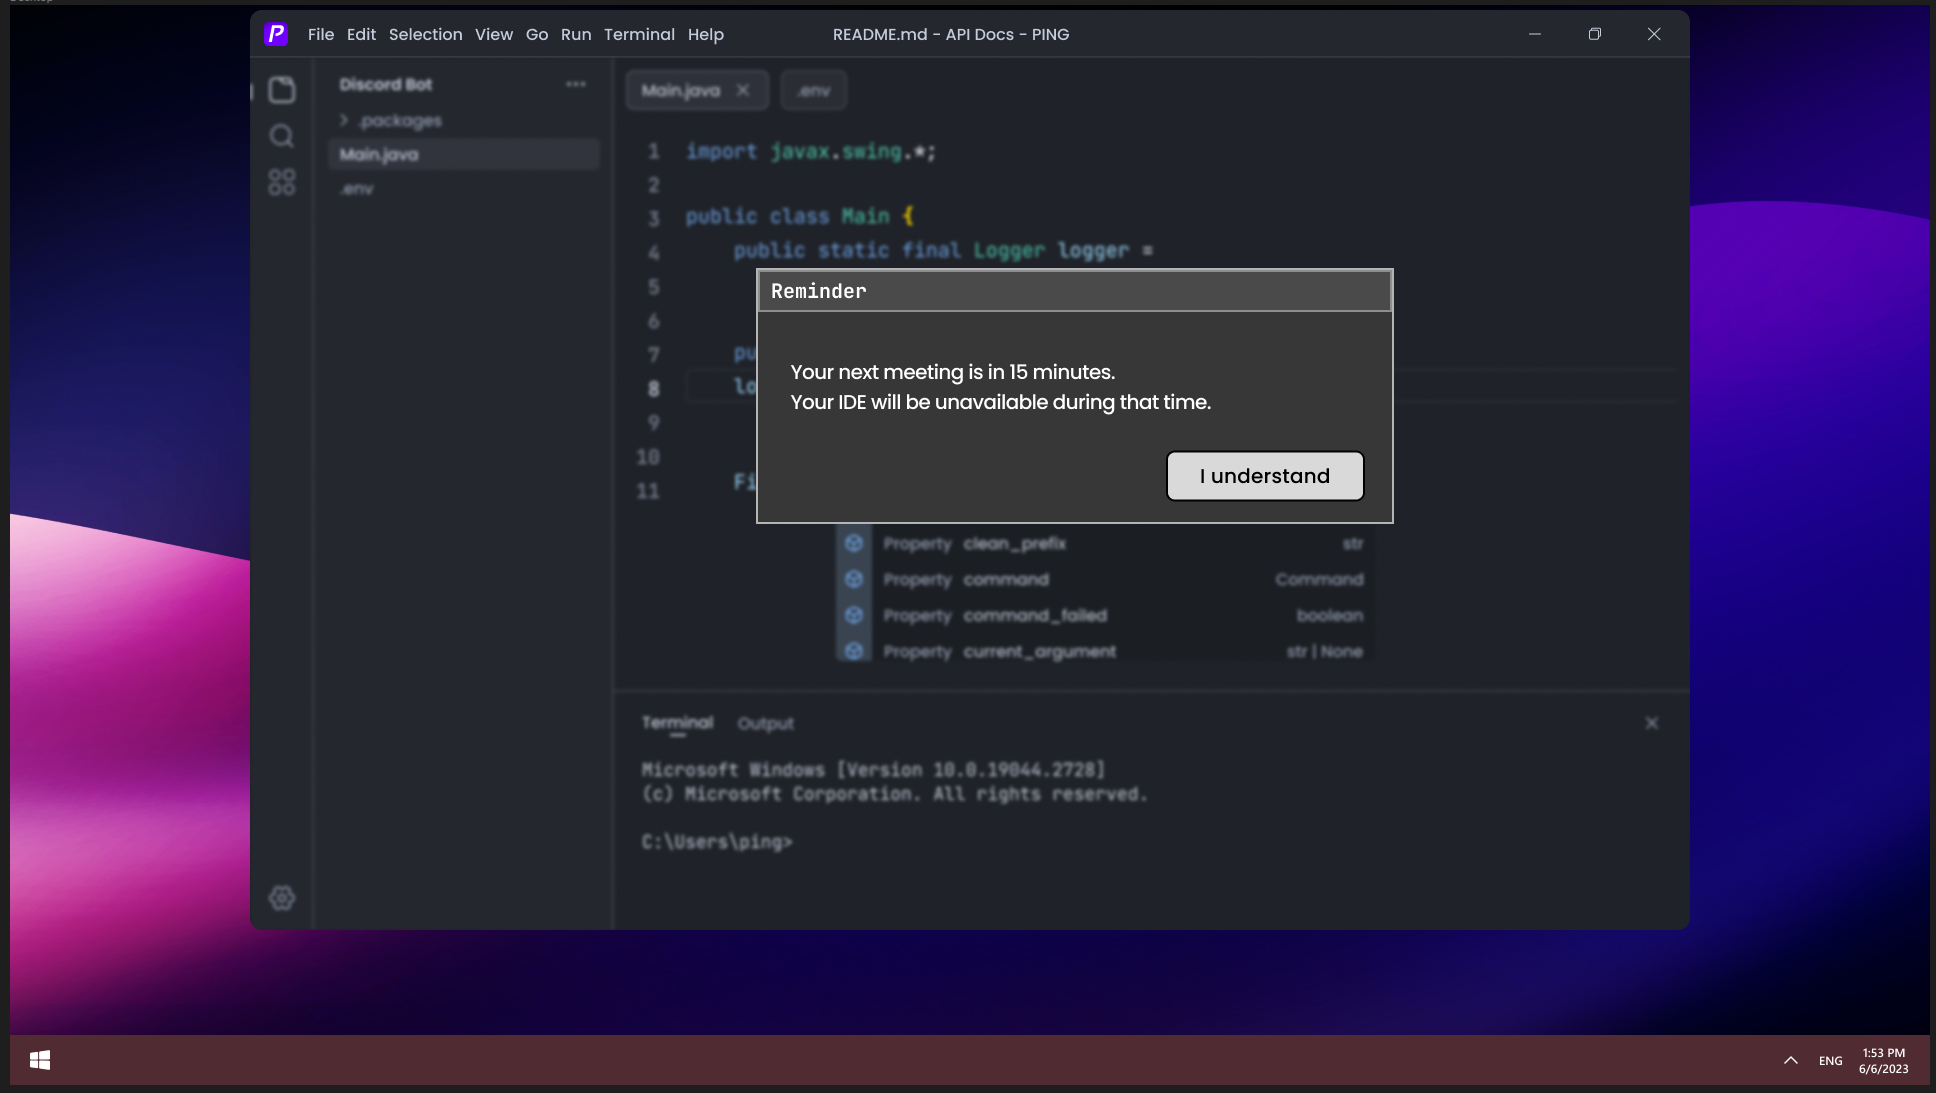 P File Edit Selection View Go Run Terminal Help README.md - API Docs - PING
Discord Bot
.packages
Main.java
.env
Main.java .env
1 import javax.swing.*;
2
3 public class Main {
4 public static final Logger logger =
5
6
7 pu
8 lo
9
10
11 Fi
Reminder
Your next meeting is in 15 minutes.
Your IDE will be unavailable during that time.
I understand
Property clean_prefix str
Property command Command
Property command_failed boolean
Property current_argument str | None
Terminal Output
Microsoft Windows [Version 10.0.19044.2728]
(c) Microsoft Corporation. All rights reserved.
C:\Users\ping>
ENG
1:53 PM
6/6/2023